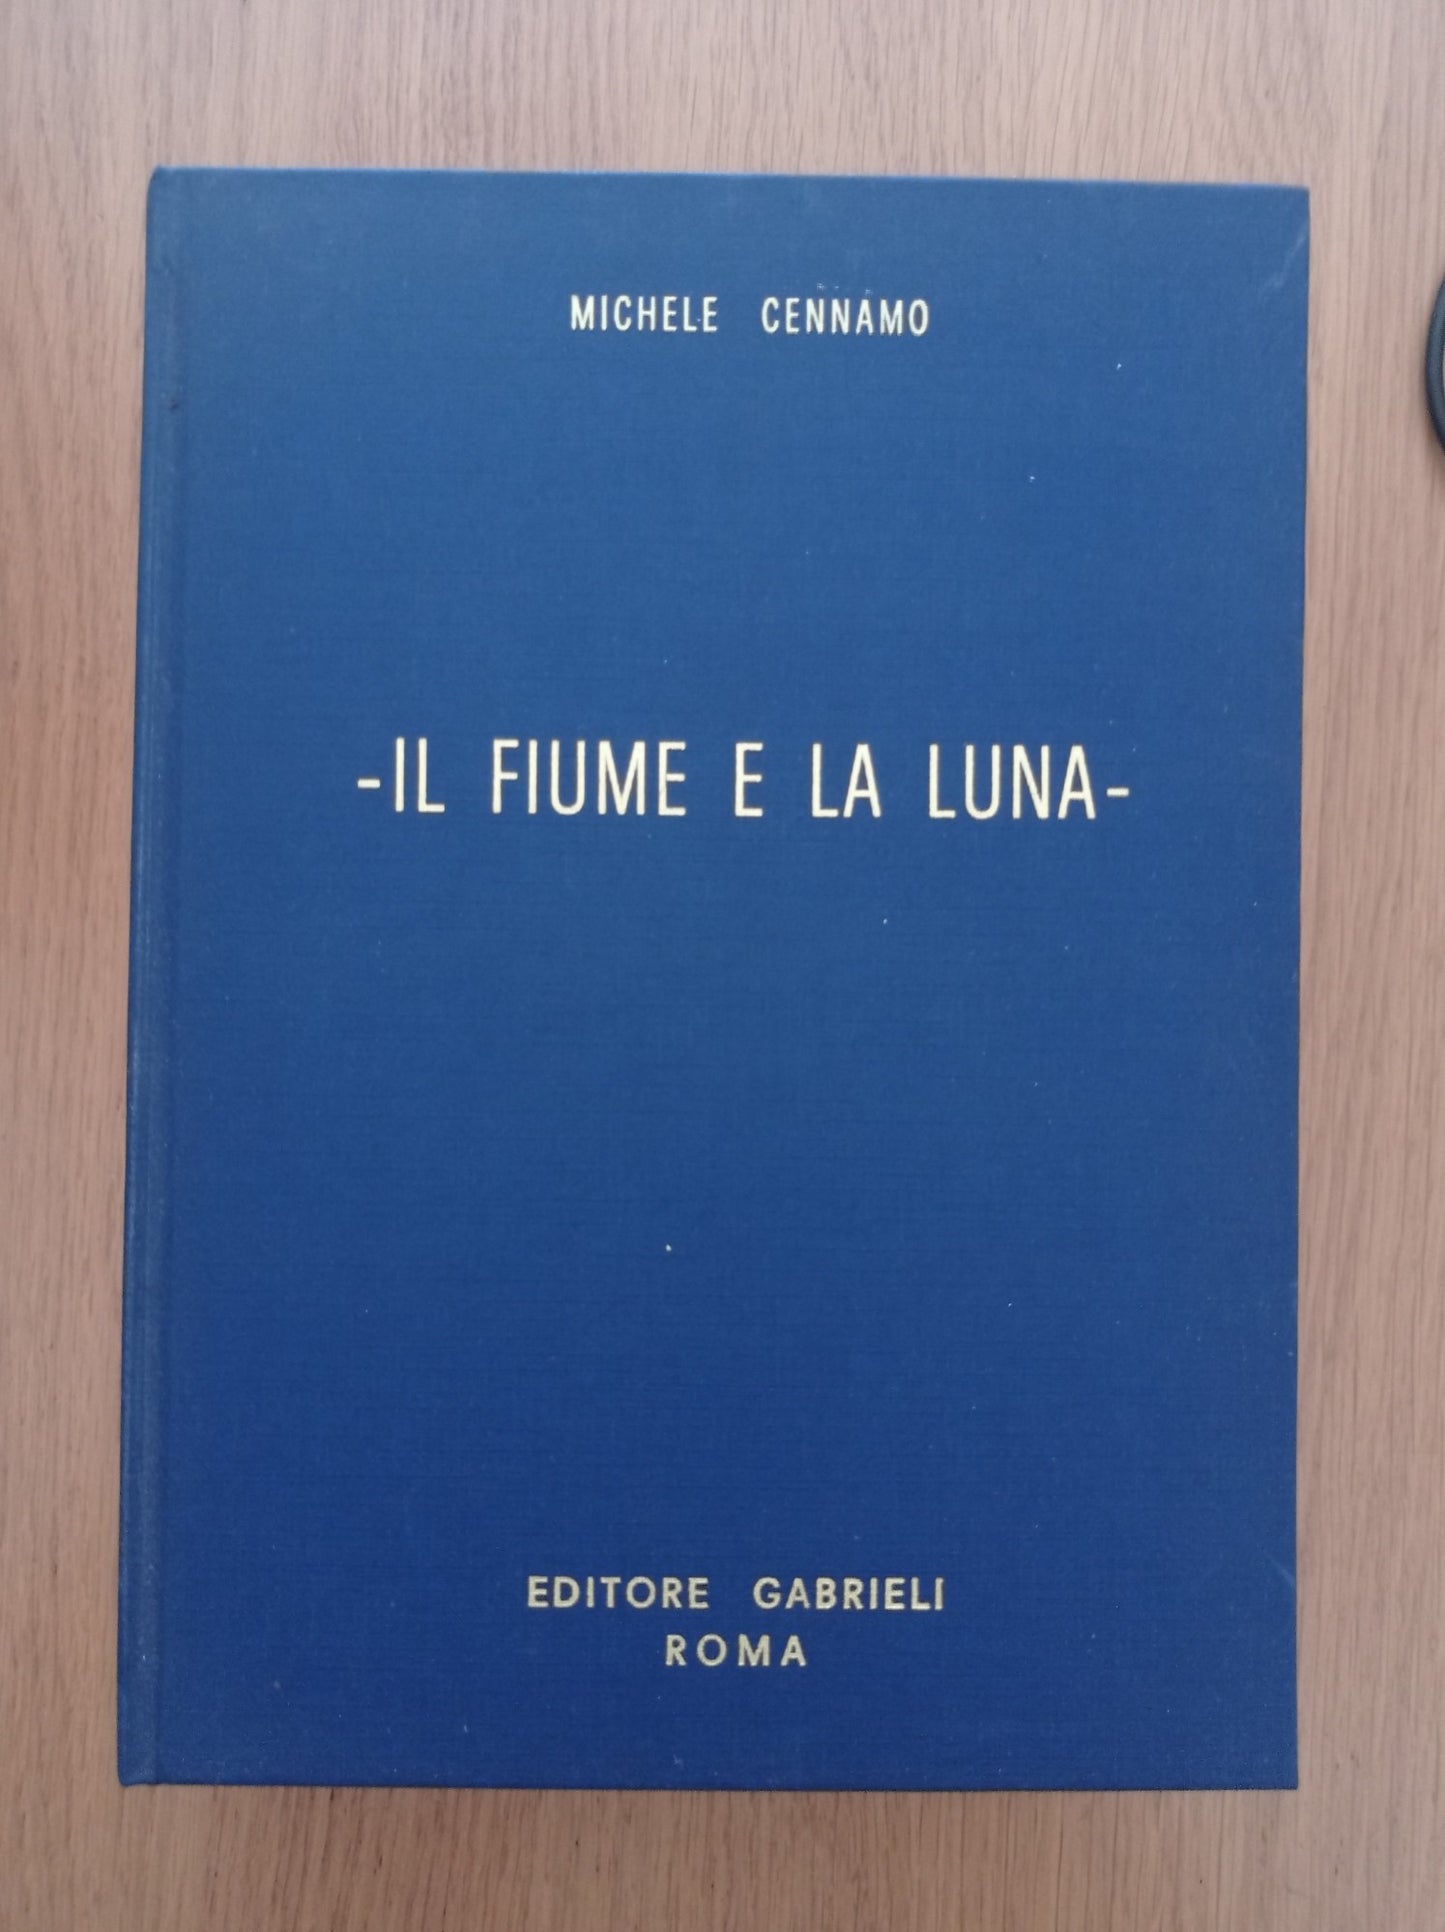 MICHELE CENNAMO
-IL FIUME E LA LUNA-
EDITORE GABRIELI
ROMA